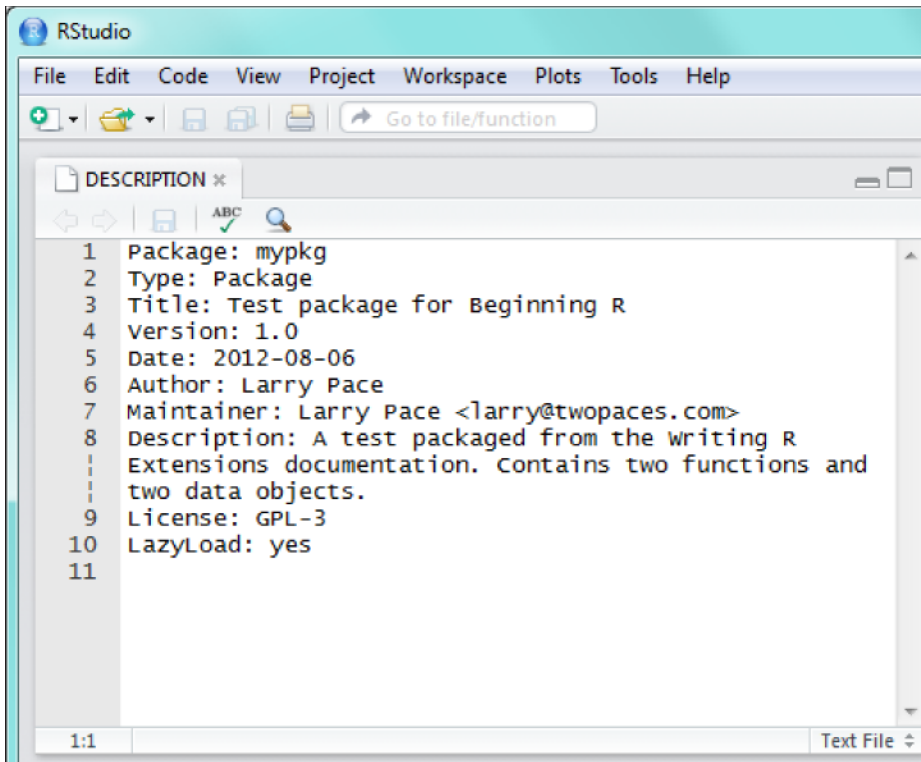 RStudio
File Edit Code View Project Workspace Plots Tools Help
Go to file/function
DESCRIPTION
ABC
1 Package: mypkg
2 Type: Package
3 Title: Test package for Beginning R
4 Version: 1.0
5 Date: 2012-08-06
6 Author: Larry Pace
7 Maintainer: Larry Pace <larry@twopaces.com>
8 Description: A test packaged from the Writing R
Extensions documentation. Contains two functions and
two data objects.
9 License: GPL-3
10 LazyLoad: yes
11
1:1 Text File